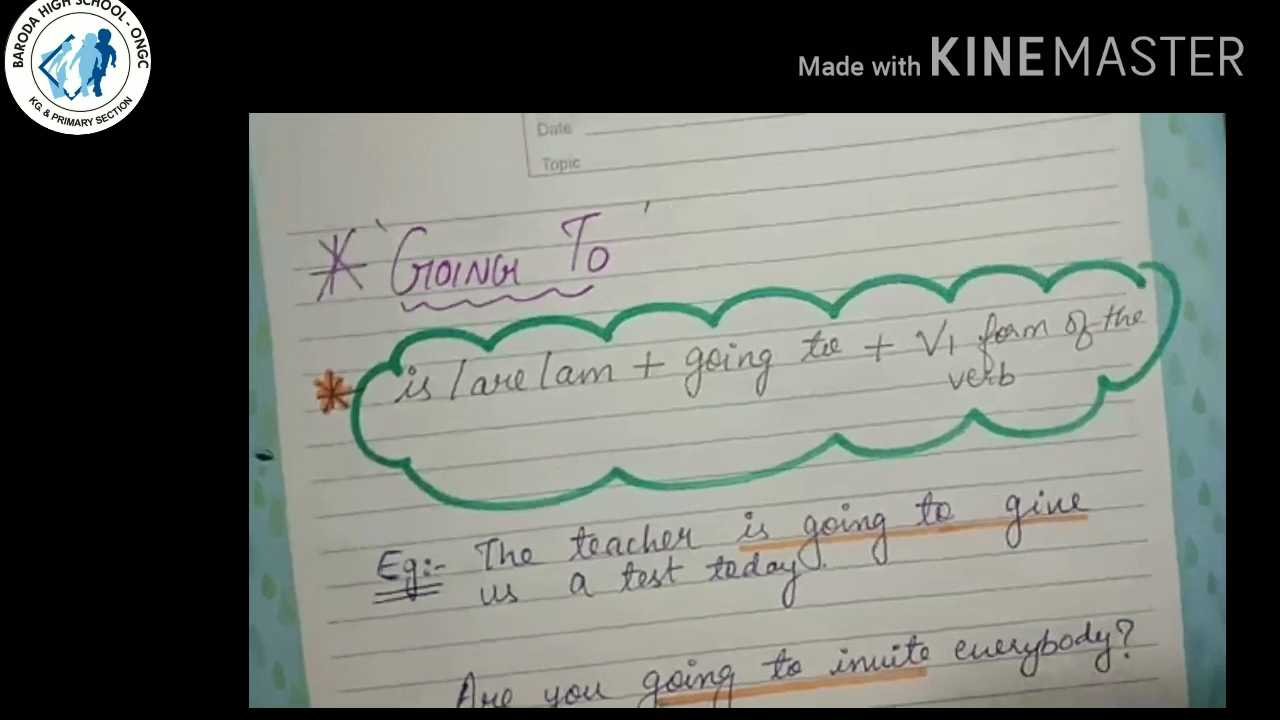 BARODA HIGH SCHOOL - ONGC
KG & PRIMARY SECTION
Made with KINEMASTER
Date
Topic
* 'GOING TO'
* is/are/am + going to + V1 form of the
verb
Eg:- The teacher is going to give
us a test today.
Are you going to invite everybody?